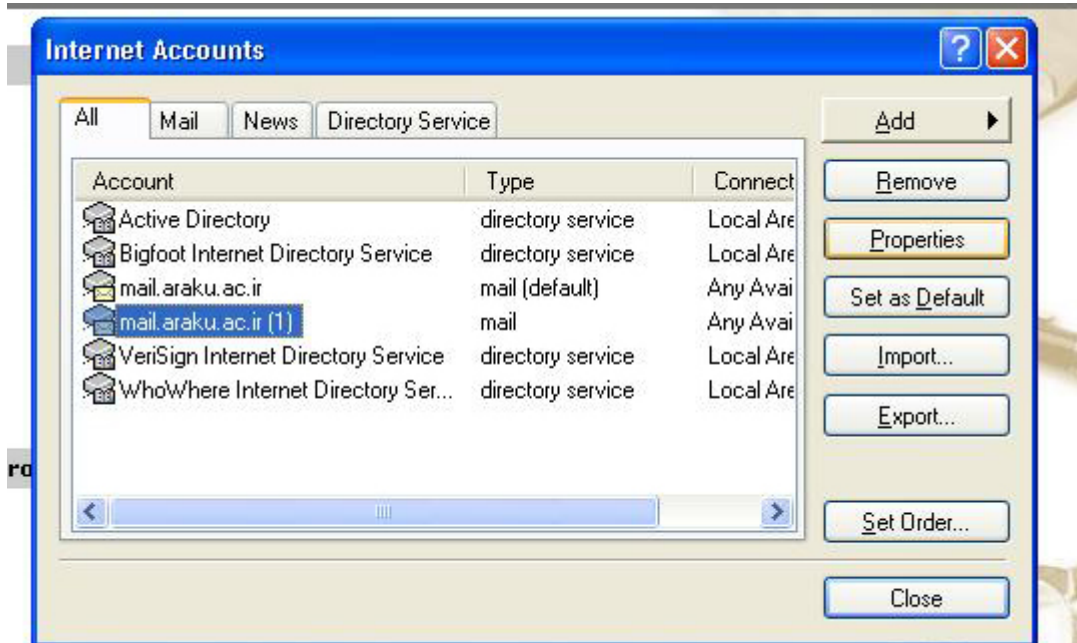 Internet Accounts
All Mail News Directory Service
Add
Account Type Connect
Remove
Active Directory directory service Local Are
Properties
Bigfoot Internet Directory Service directory service Local Are
mail.araku.ac.ir mail (default) Any Avai
Set as Default
mail.araku.ac.ir (1) mail Any Avai
VeriSign Internet Directory Service directory service Local Are
Import...
WhoWhere Internet Directory Ser... directory service Local Are
Export...
ro
Set Order...
Close